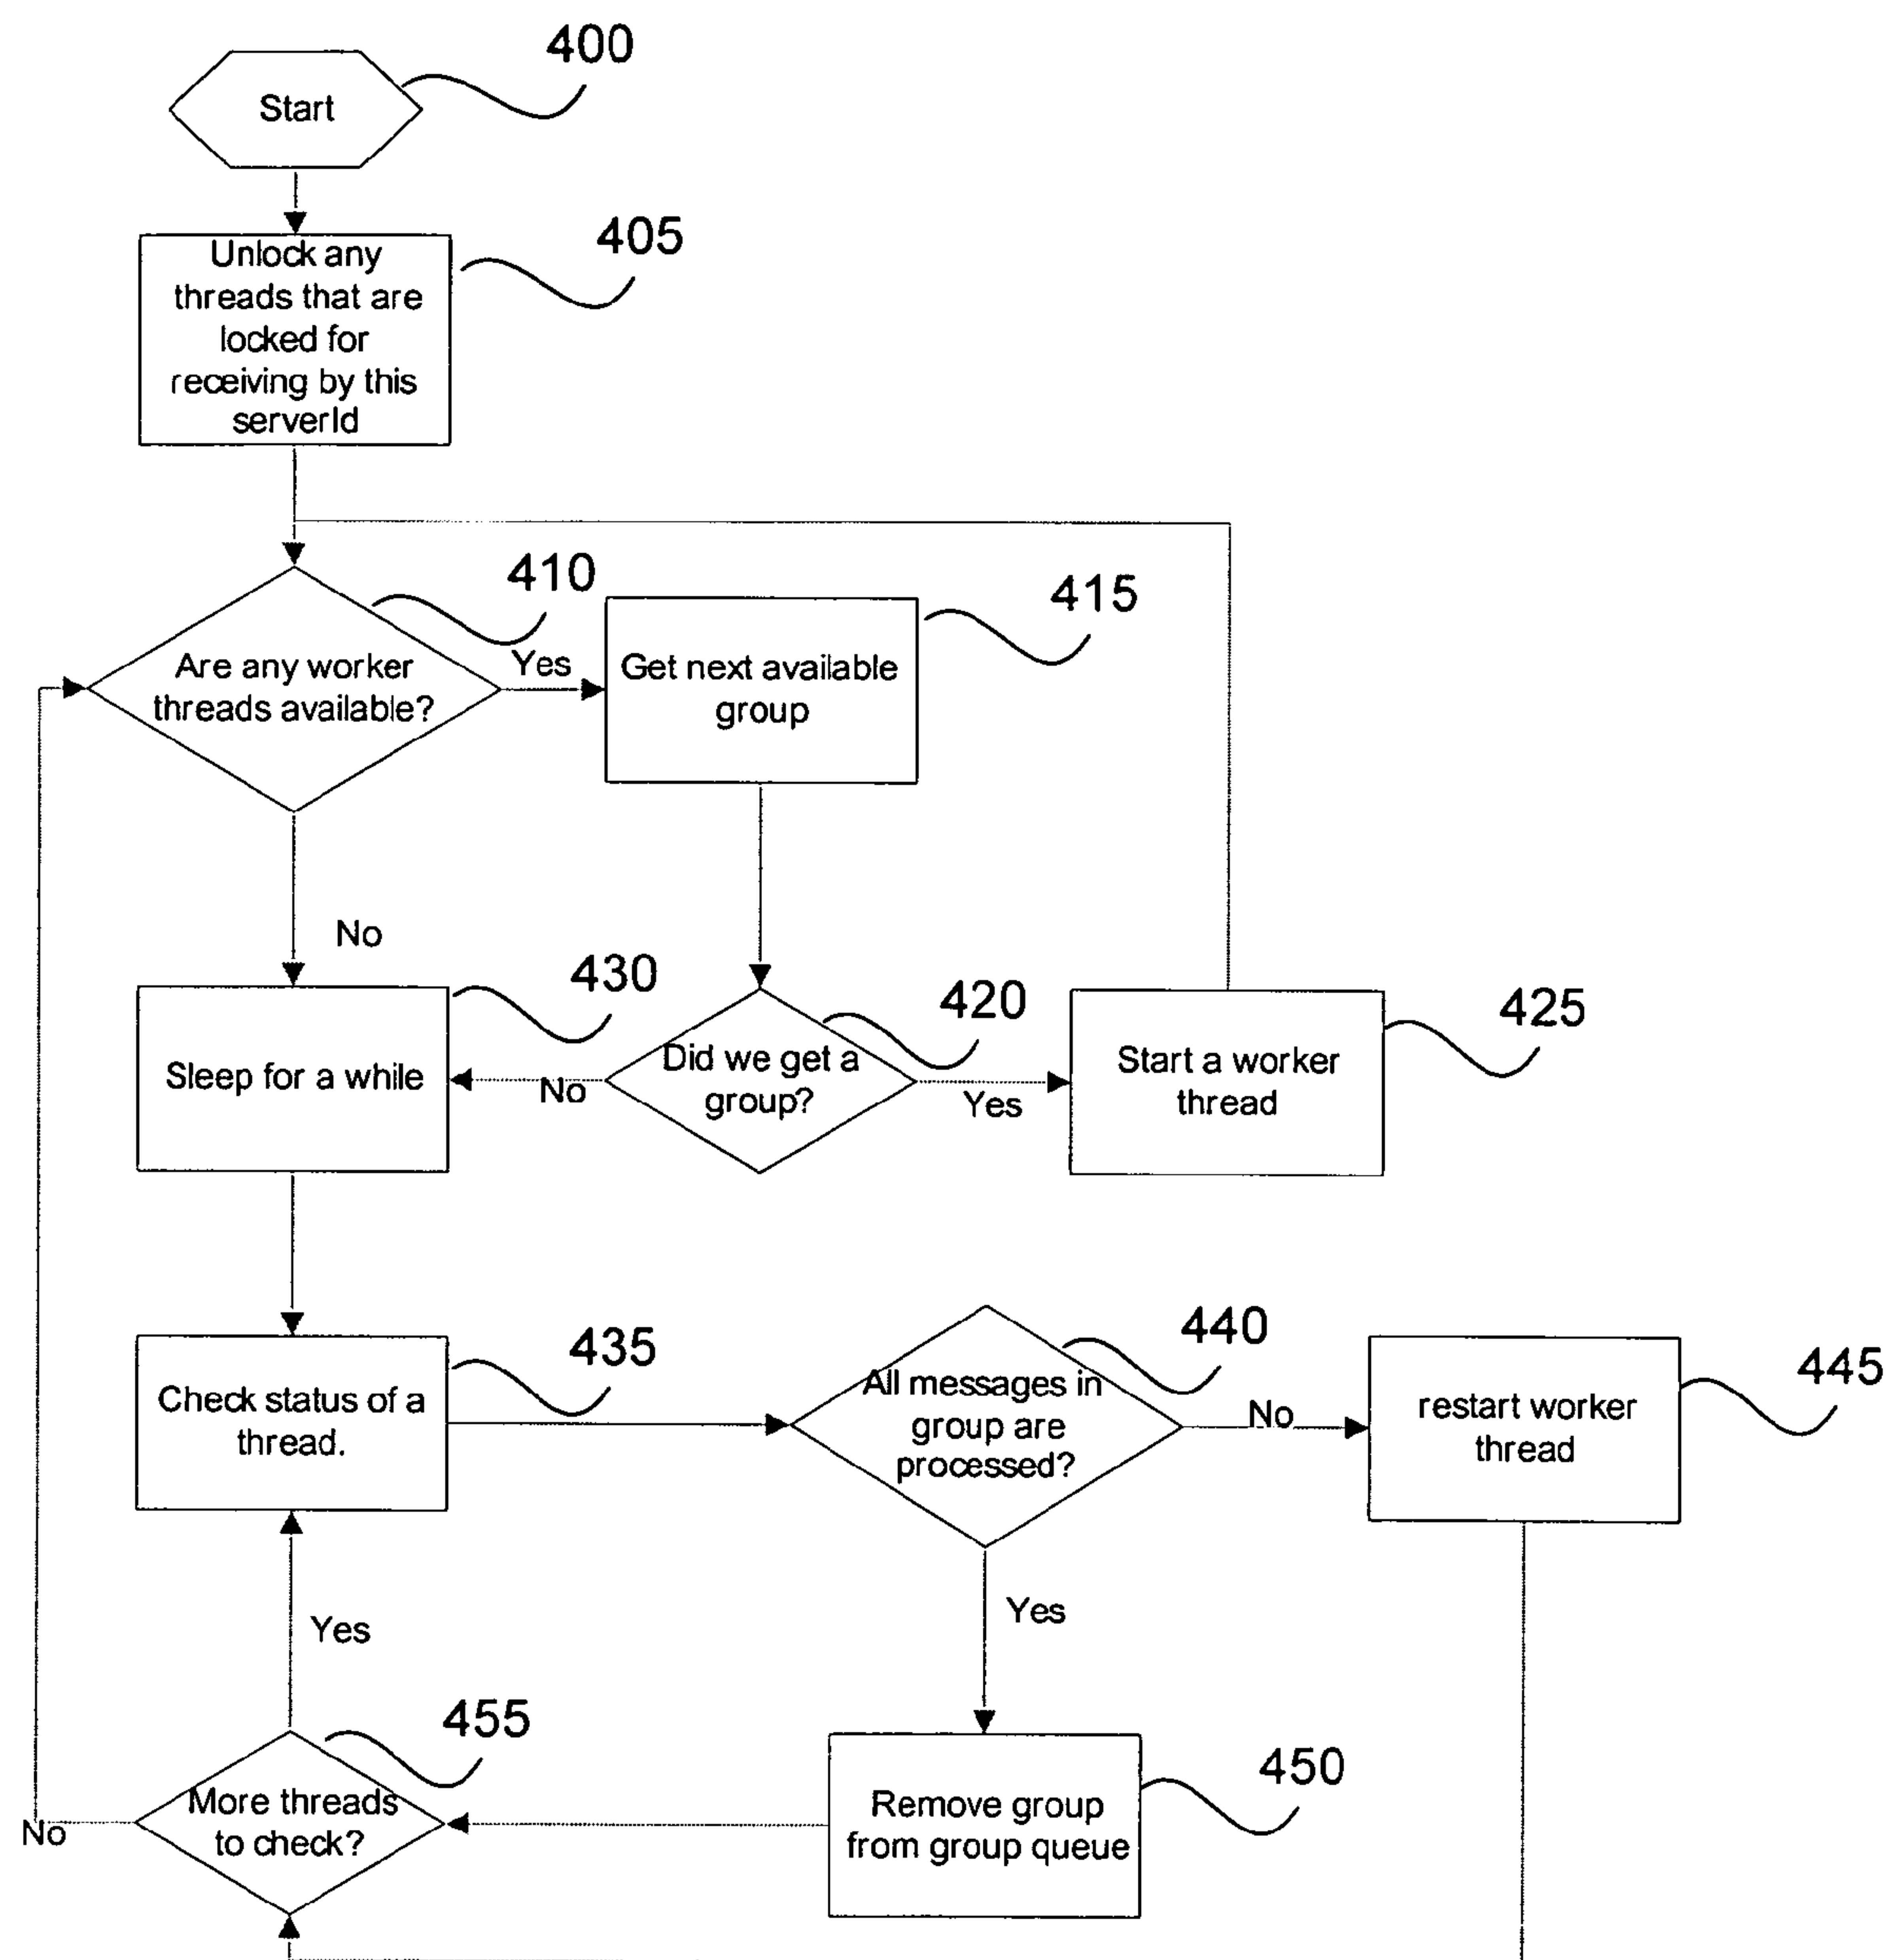 400
Start
405
Unlock any
threads that are
locked for
receiving by this
serverId
410
415
Are any worker
threads available?
Yes
Get next available
group
No
430
420
425
Sleep for a while
No
Did we get a
group?
Yes
Start a worker
thread
435
440
445
Check status of a
thread.
All messages in
group are
processed?
No
restart worker
thread
Yes
Yes
455
450
More threads
to check?
No
Remove group
from group queue